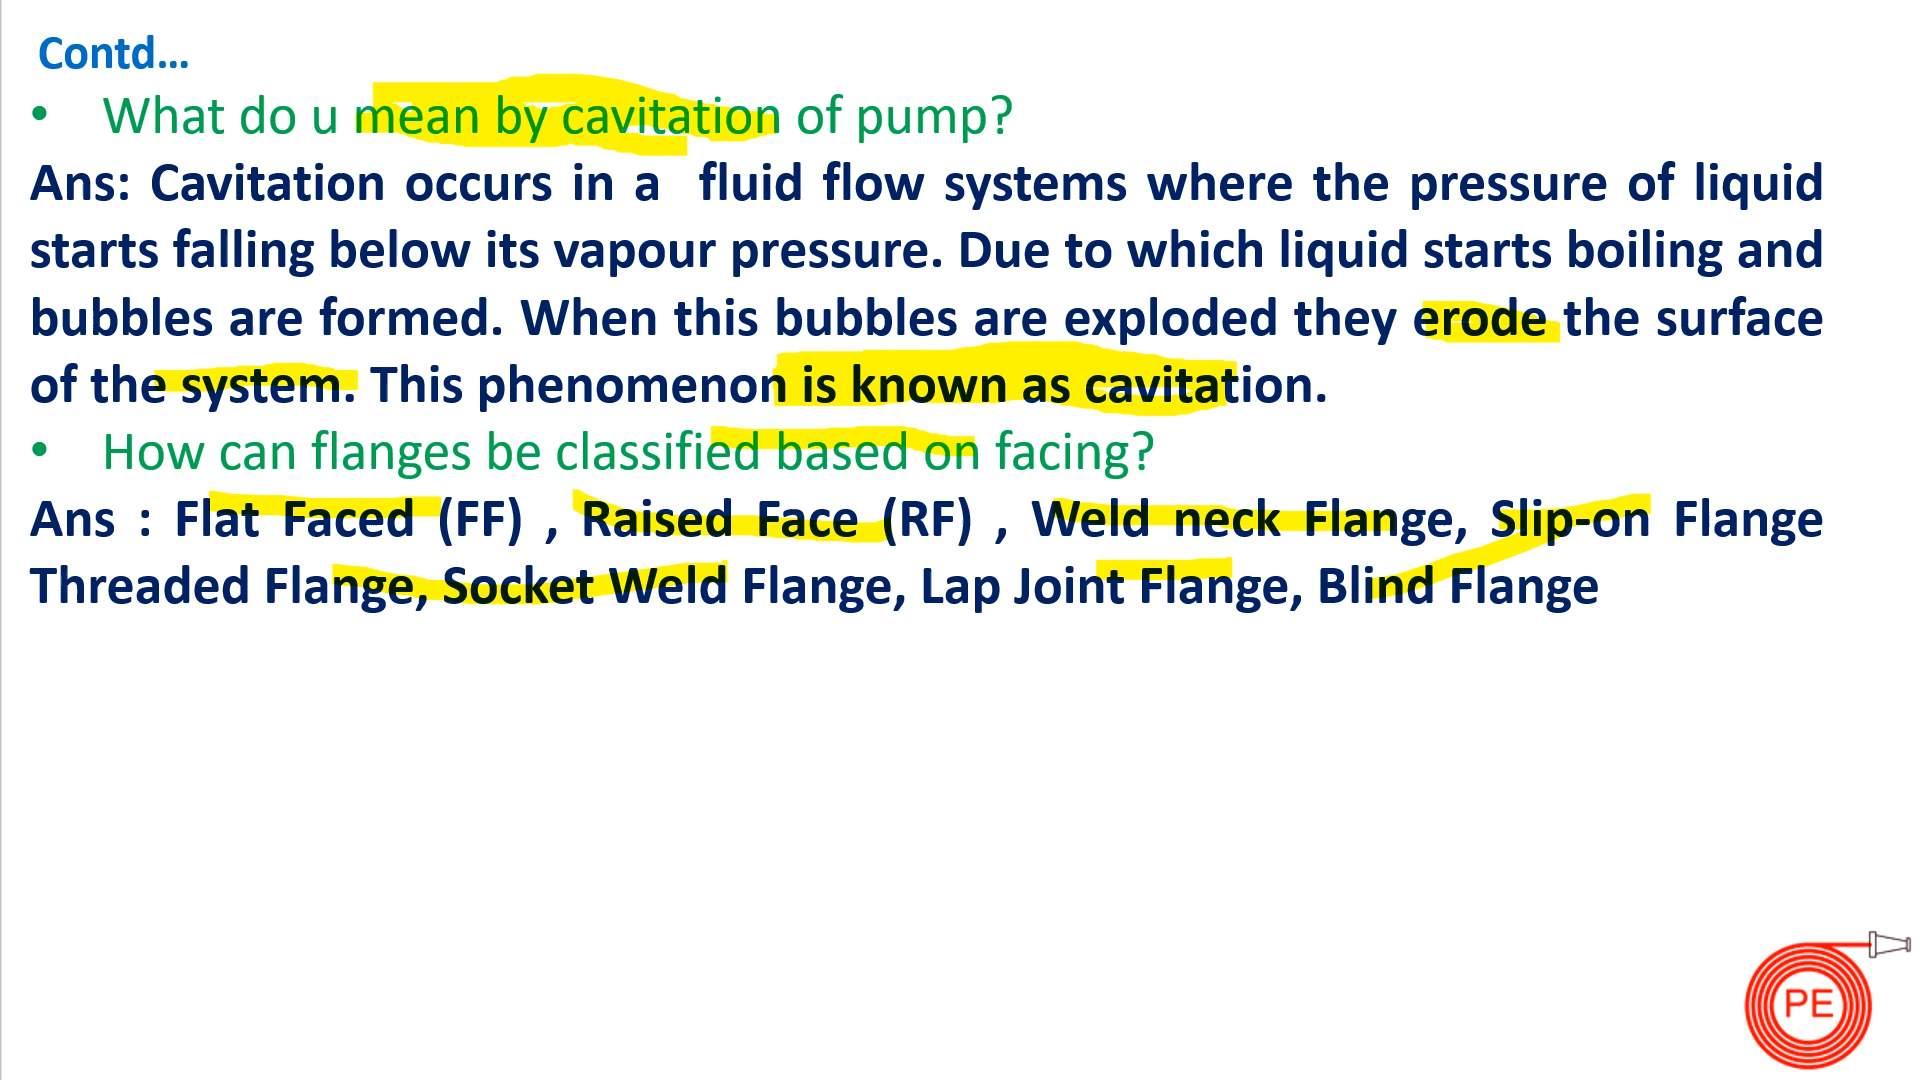 Contd...
• What do u mean by cavitation of pump?
Ans: Cavitation occurs in a fluid flow systems where the pressure of liquid
starts falling below its vapour pressure. Due to which liquid starts boiling and
bubbles are formed. When this bubbles are exploded they erode the surface
of the system. This phenomenon is known as cavitation.
• How can flanges be classified based on facing?
Ans : Flat Faced (FF) , Raised Face (RF) , Weld neck Flange, Slip-on Flange
Threaded Flange, Socket Weld Flange, Lap Joint Flange, Blind Flange
PE